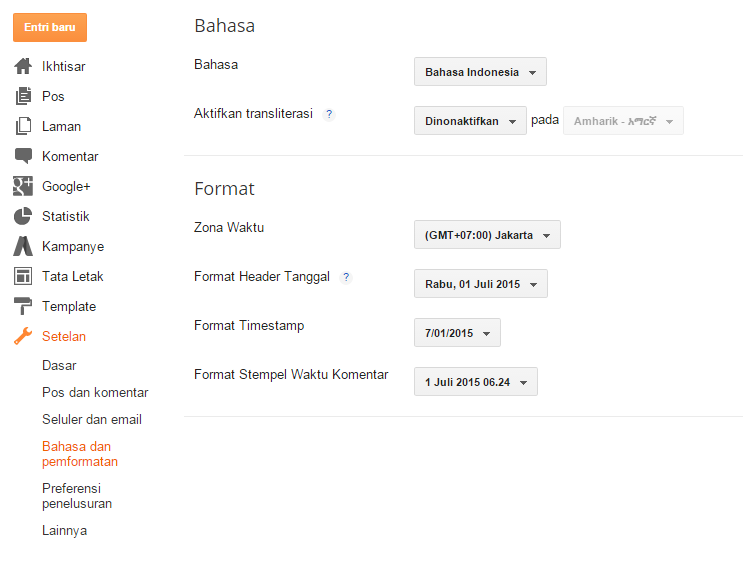 Entri baru
Ikhtisar
Pos
Laman
Komentar
Google+
Statistik
Kampanye
Tata Letak
Template
Setelan
Dasar
Pos dan komentar
Seluler dan email
Bahasa dan
pemformatan
Preferensi
penelusuran
Lainnya
Bahasa
Bahasa Bahasa Indonesia
Aktifkan transliterasi ? Dinonaktifkan pada Amharik - አማርኛ
Format
Zona Waktu (GMT+07:00) Jakarta
Format Header Tanggal ? Rabu, 01 Juli 2015
Format Timestamp 7/01/2015
Format Stempel Waktu Komentar 1 Juli 2015 06.24